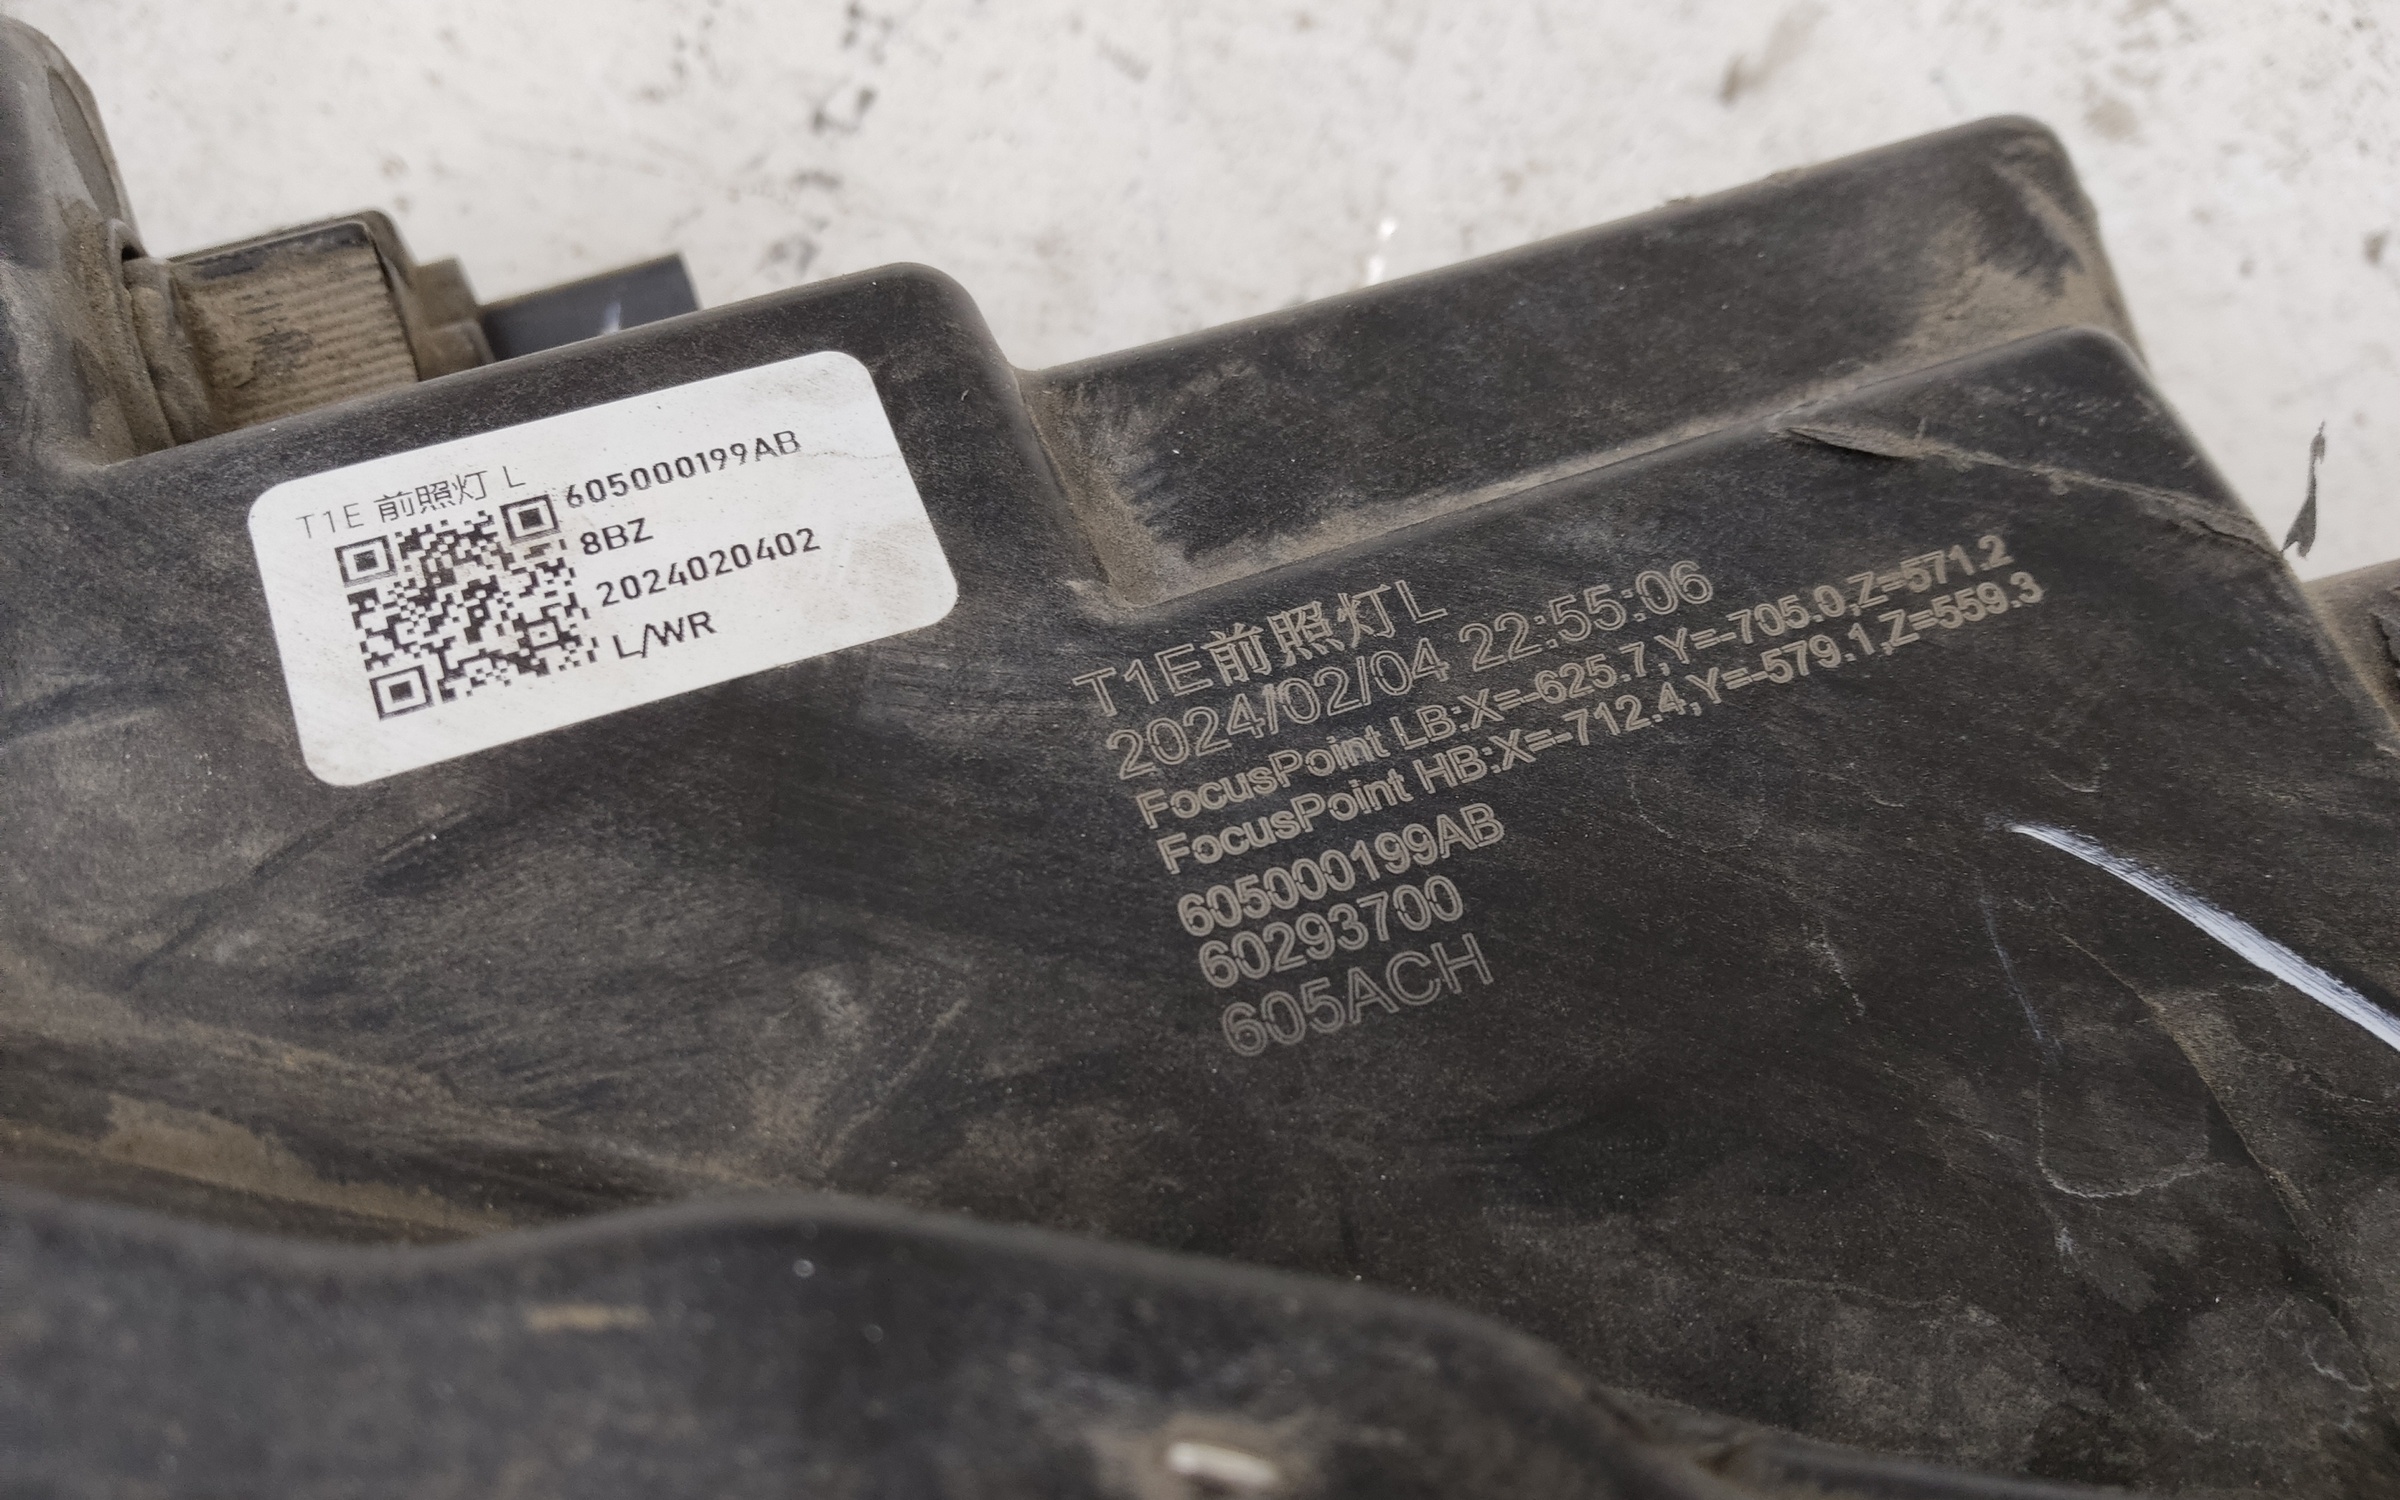 T1E 前照灯 L
605000199AB
8BZ
2024020402
L/WR
T1E前照灯L
2024/02/04 22:55:06
FocusPoint LB:X=-625.7,Y=-705.0,Z=571.2
FocusPoint HB:X=-712.4,Y=-579.1,Z=559.3
605000199AB
60293700
605ACH